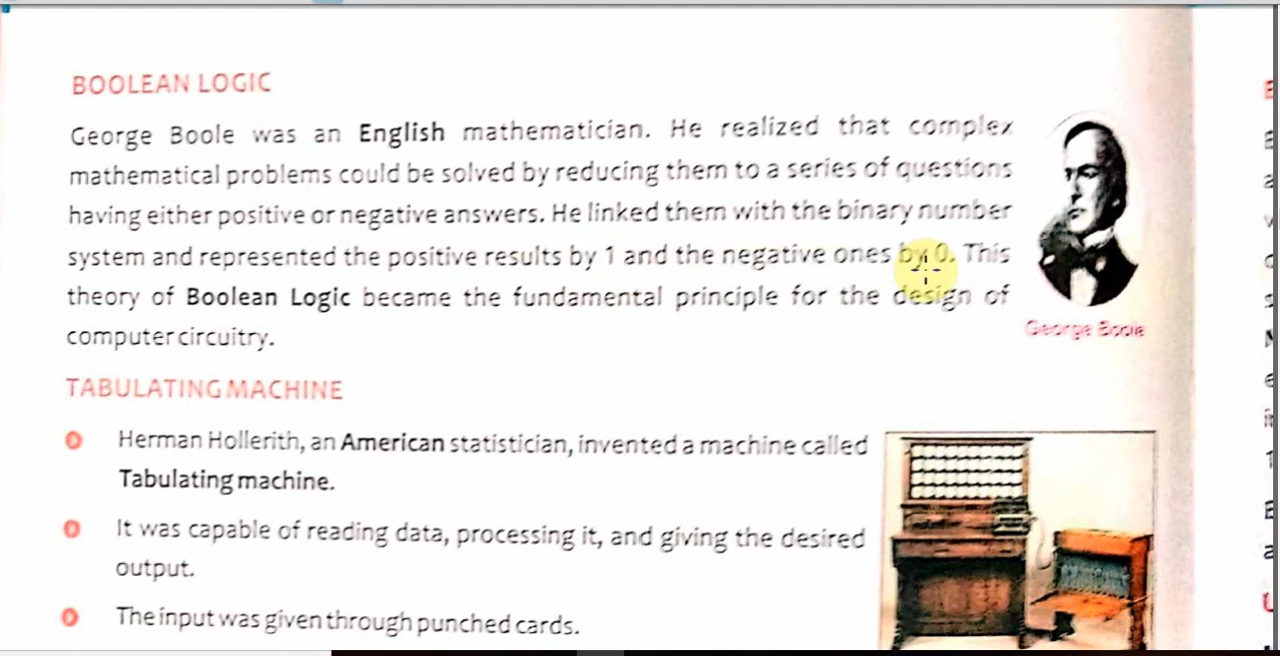 BOOLEAN LOGIC
George Boole was an English mathematician. He realized that complex
mathematical problems could be solved by reducing them to a series of questions
having either positive or negative answers. He linked them with the binary number
system and represented the positive results by 1 and the negative ones by 0. This
theory of Boolean Logic became the fundamental principle for the design of
computer circuitry.
George Boole
TABULATING MACHINE
Herman Hollerith, an American statistician, invented a machine called
Tabulating machine.
It was capable of reading data, processing it, and giving the desired
output.
The input was given through punched cards.